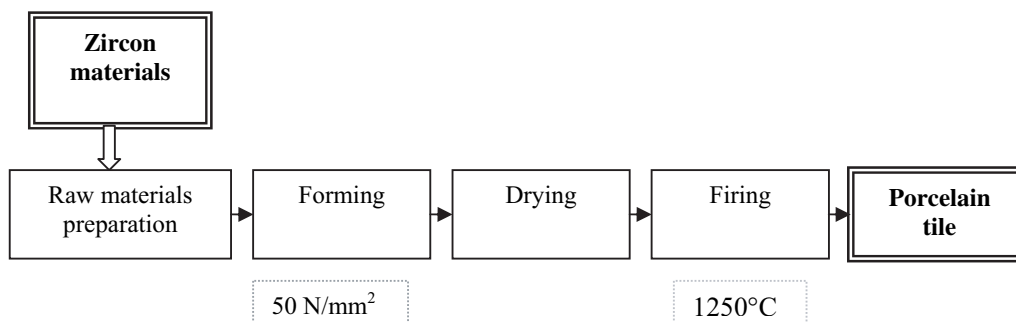 Zircon
materials
Raw materials
preparation
Forming
Drying
Firing
Porcelain
tile
50 N/mm²
1250°C